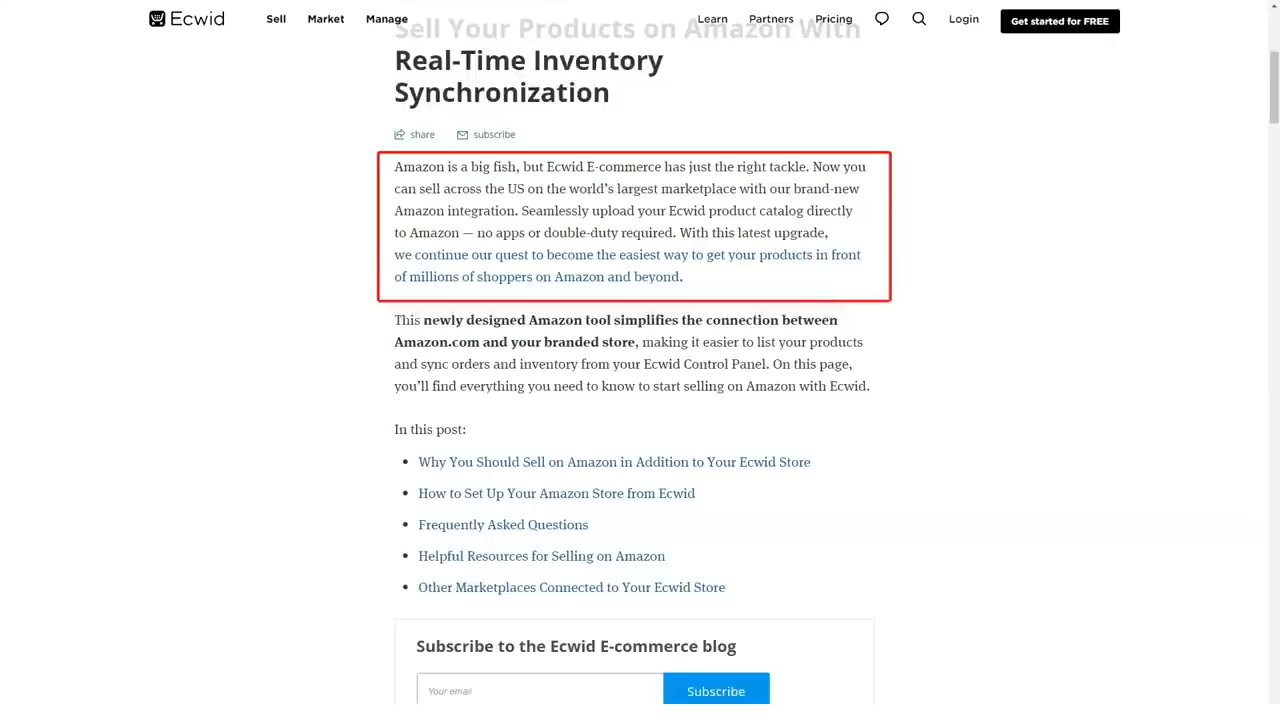 Ecwid
Sell Market Manage
Learn Partners Pricing Login Get started for FREE
Sell Your Products on Amazon With
Real-Time Inventory
Synchronization
share subscribe
Amazon is a big fish, but Ecwid E-commerce has just the right tackle. Now you
can sell across the US on the world’s largest marketplace with our brand-new
Amazon integration. Seamlessly upload your Ecwid product catalog directly
to Amazon — no apps or double-duty required. With this latest upgrade,
we continue our quest to become the easiest way to get your products in front
of millions of shoppers on Amazon and beyond.
This newly designed Amazon tool simplifies the connection between
Amazon.com and your branded store, making it easier to list your products
and sync orders and inventory from your Ecwid Control Panel. On this page,
you’ll find everything you need to know to start selling on Amazon with Ecwid.
In this post:
• Why You Should Sell on Amazon in Addition to Your Ecwid Store
• How to Set Up Your Amazon Store from Ecwid
• Frequently Asked Questions
• Helpful Resources for Selling on Amazon
• Other Marketplaces Connected to Your Ecwid Store
Subscribe to the Ecwid E-commerce blog
Your email Subscribe